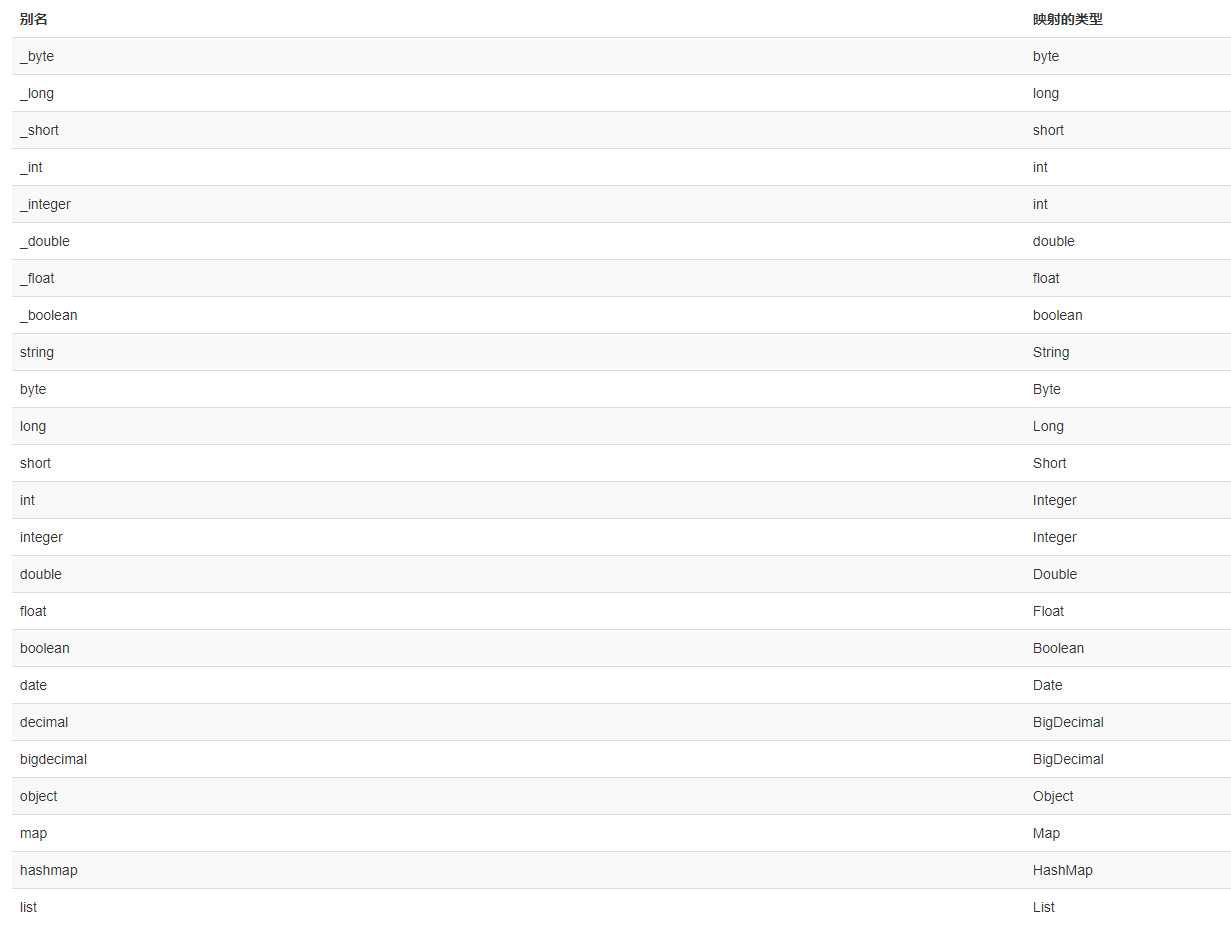 别名 映射的类型
_byte byte
_long long
_short short
_int int
_integer int
_double double
_float float
_boolean boolean
string String
byte Byte
long Long
short Short
int Integer
integer Integer
double Double
float Float
boolean Boolean
date Date
decimal BigDecimal
bigdecimal BigDecimal
object Object
map Map
hashmap HashMap
list List